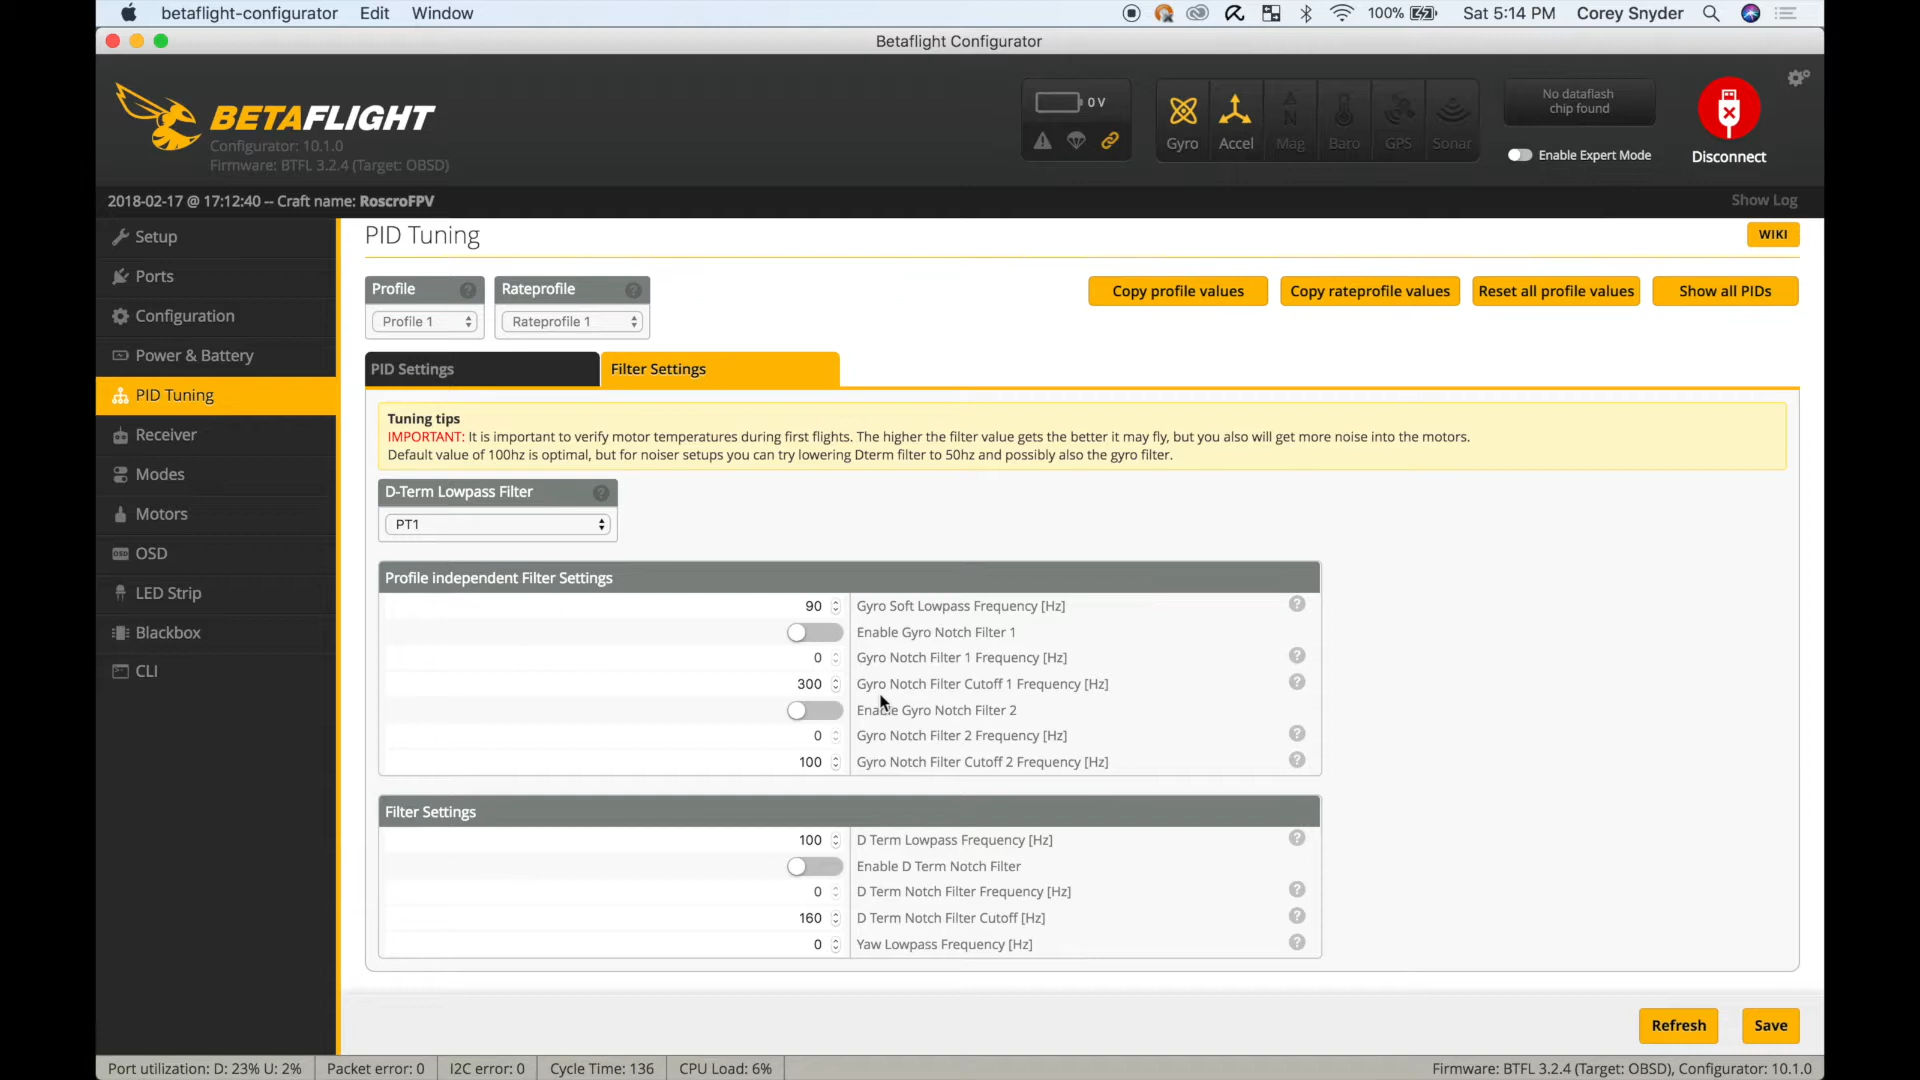 betaflight-configurator Edit Window 100% Sat 5:14 PM Corey Snyder
Betaflight Configurator
BETAFLIGHT
Configurator: 10.1.0
Firmware: BTFL 3.2.4 (Target: OBSD)
0 V
Gyro Accel Mag Baro GPS Sonar
No dataflash
chip found
Enable Expert Mode
Disconnect
2018-02-17 @ 17:12:40 -- Craft name: RoscroFPV
Show Log
Setup
Ports
Configuration
Power & Battery
PID Tuning
Receiver
Modes
Motors
OSD
LED Strip
Blackbox
CLI
PID Tuning
WIKI
Profile
Profile 1
Rateprofile
Rateprofile 1
Copy profile values
Copy rateprofile values
Reset all profile values
Show all PIDs
PID Settings
Filter Settings
Tuning tips
IMPORTANT: It is important to verify motor temperatures during first flights. The higher the filter value gets the better it may fly, but you also will get more noise into the motors.
Default value of 100hz is optimal, but for noiser setups you can try lowering Dterm filter to 50hz and possibly also the gyro filter.
D-Term Lowpass Filter
PT1
Profile independent Filter Settings
90 Gyro Soft Lowpass Frequency [Hz]
Enable Gyro Notch Filter 1
0 Gyro Notch Filter 1 Frequency [Hz]
300 Gyro Notch Filter Cutoff 1 Frequency [Hz]
Enable Gyro Notch Filter 2
0 Gyro Notch Filter 2 Frequency [Hz]
100 Gyro Notch Filter Cutoff 2 Frequency [Hz]
Filter Settings
100 D Term Lowpass Frequency [Hz]
Enable D Term Notch Filter
0 D Term Notch Filter Frequency [Hz]
160 D Term Notch Filter Cutoff [Hz]
0 Yaw Lowpass Frequency [Hz]
Refresh
Save
Port utilization: D: 23% U: 2% Packet error: 0 I2C error: 0 Cycle Time: 136 CPU Load: 6% Firmware: BTFL 3.2.4 (Target: OBSD), Configurator: 10.1.0